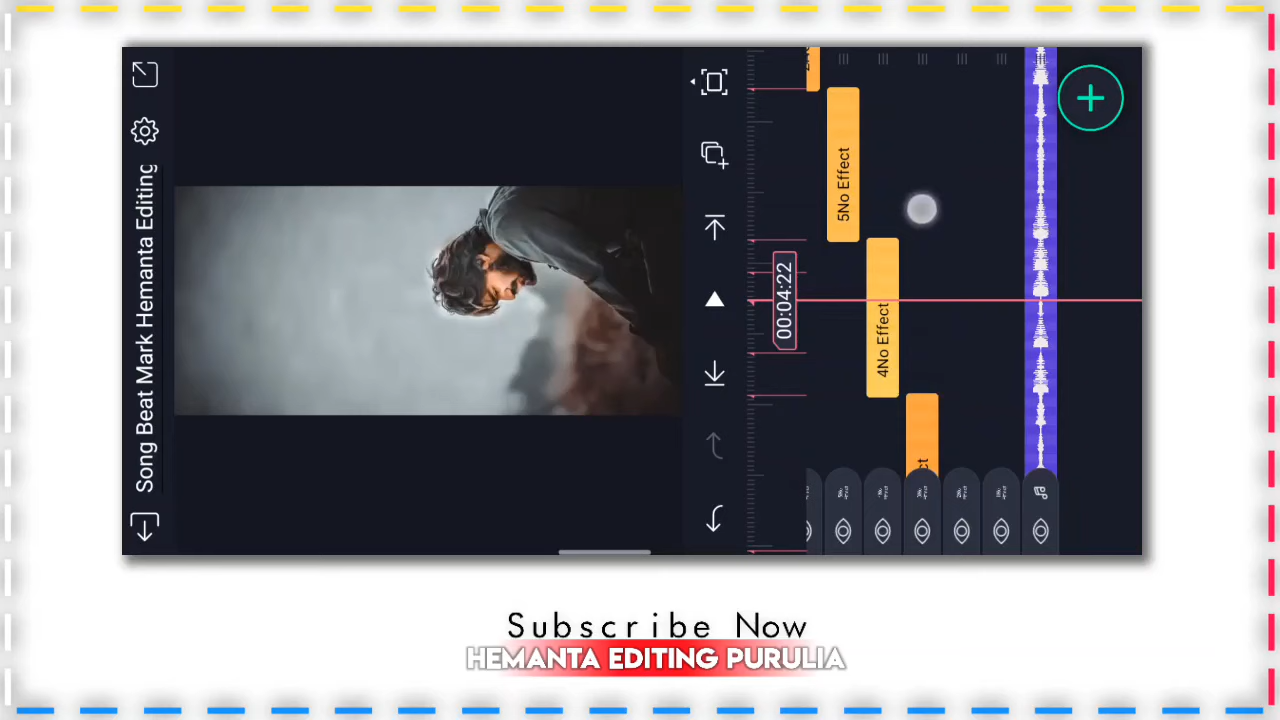 Song Beat Mark Hemanta Editing
5No Effect
00:04:22
4No Effect
Subscribe Now
HEMANTA EDITING PURULIA